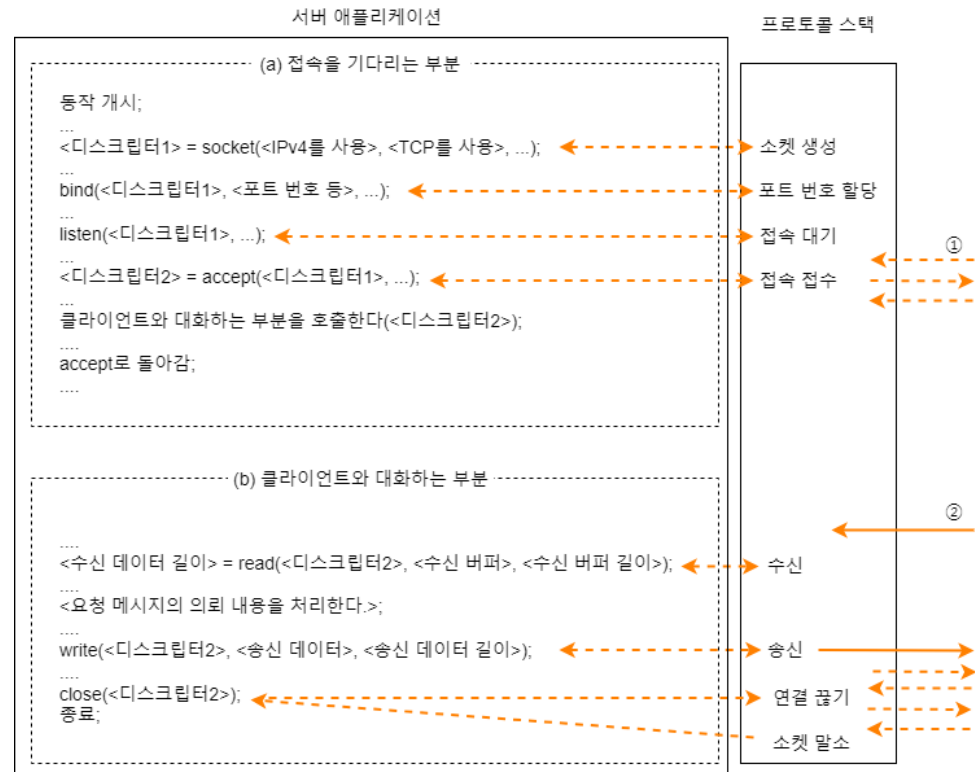 서버 애플리케이션
프로토콜 스택
(a) 접속을 기다리는 부분
동작 개시;
...
<디스크립터1> = socket(<IPv4를 사용>, <TCP를 사용>, ...);
소켓 생성
...
bind(<디스크립터1>, <포트 번호 등>, ...);
포트 번호 할당
...
listen(<디스크립터1>, ...);
접속 대기
①
...
<디스크립터2> = accept(<디스크립터1>, ...);
접속 접수
...
클라이언트와 대화하는 부분을 호출한다(<디스크립터2>);
....
accept로 돌아감;
....
(b) 클라이언트와 대화하는 부분
②
....
<수신 데이터 길이> = read(<디스크립터2>, <수신 버퍼>, <수신 버퍼 길이>);
수신
....
<요청 메시지의 의뢰 내용을 처리한다.>;
....
write(<디스크립터2>, <송신 데이터>, <송신 데이터 길이>);
송신
....
close(<디스크립터2>);
연결 끊기
종료;
소켓 말소